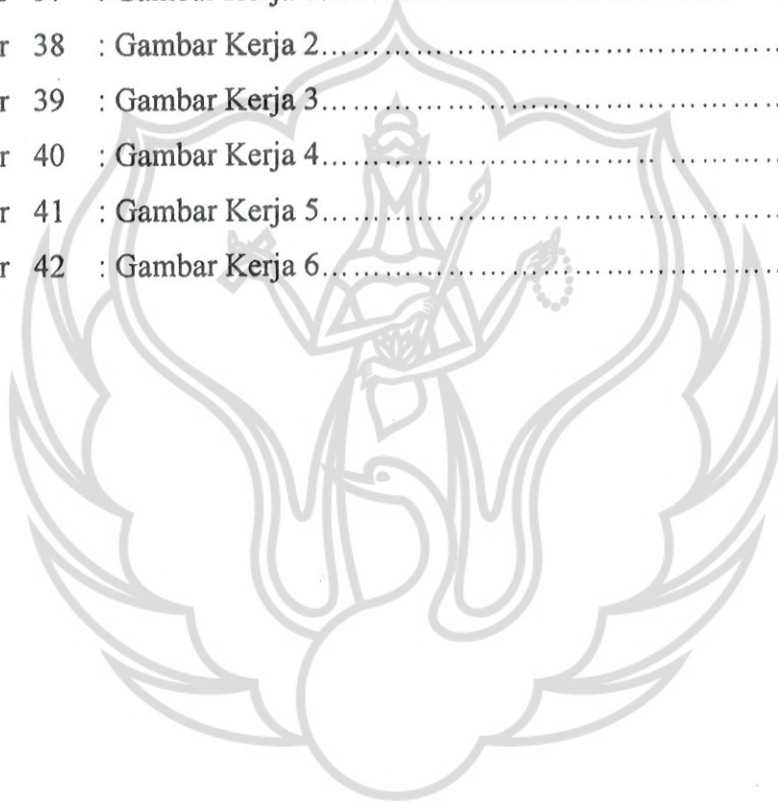 r 38 : Gambar Kerja 2
r 39 : Gambar Kerja 3
r 40 : Gambar Kerja 4
r 41 : Gambar Kerja 5
r 42 : Gambar Kerja 6